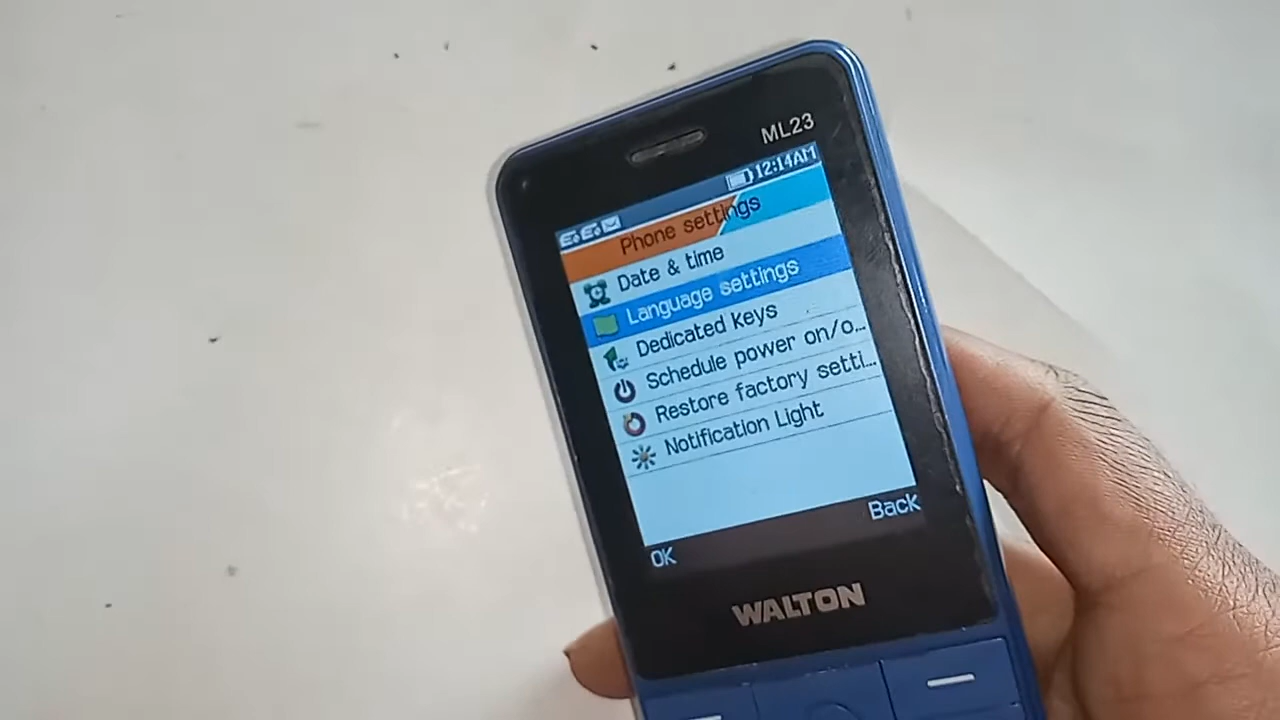 ML23
12:14AM
Phone settings
Date & time
Language settings
Dedicated keys
Schedule power on/o...
Restore factory setti...
Notification Light
OK Back
WALTON